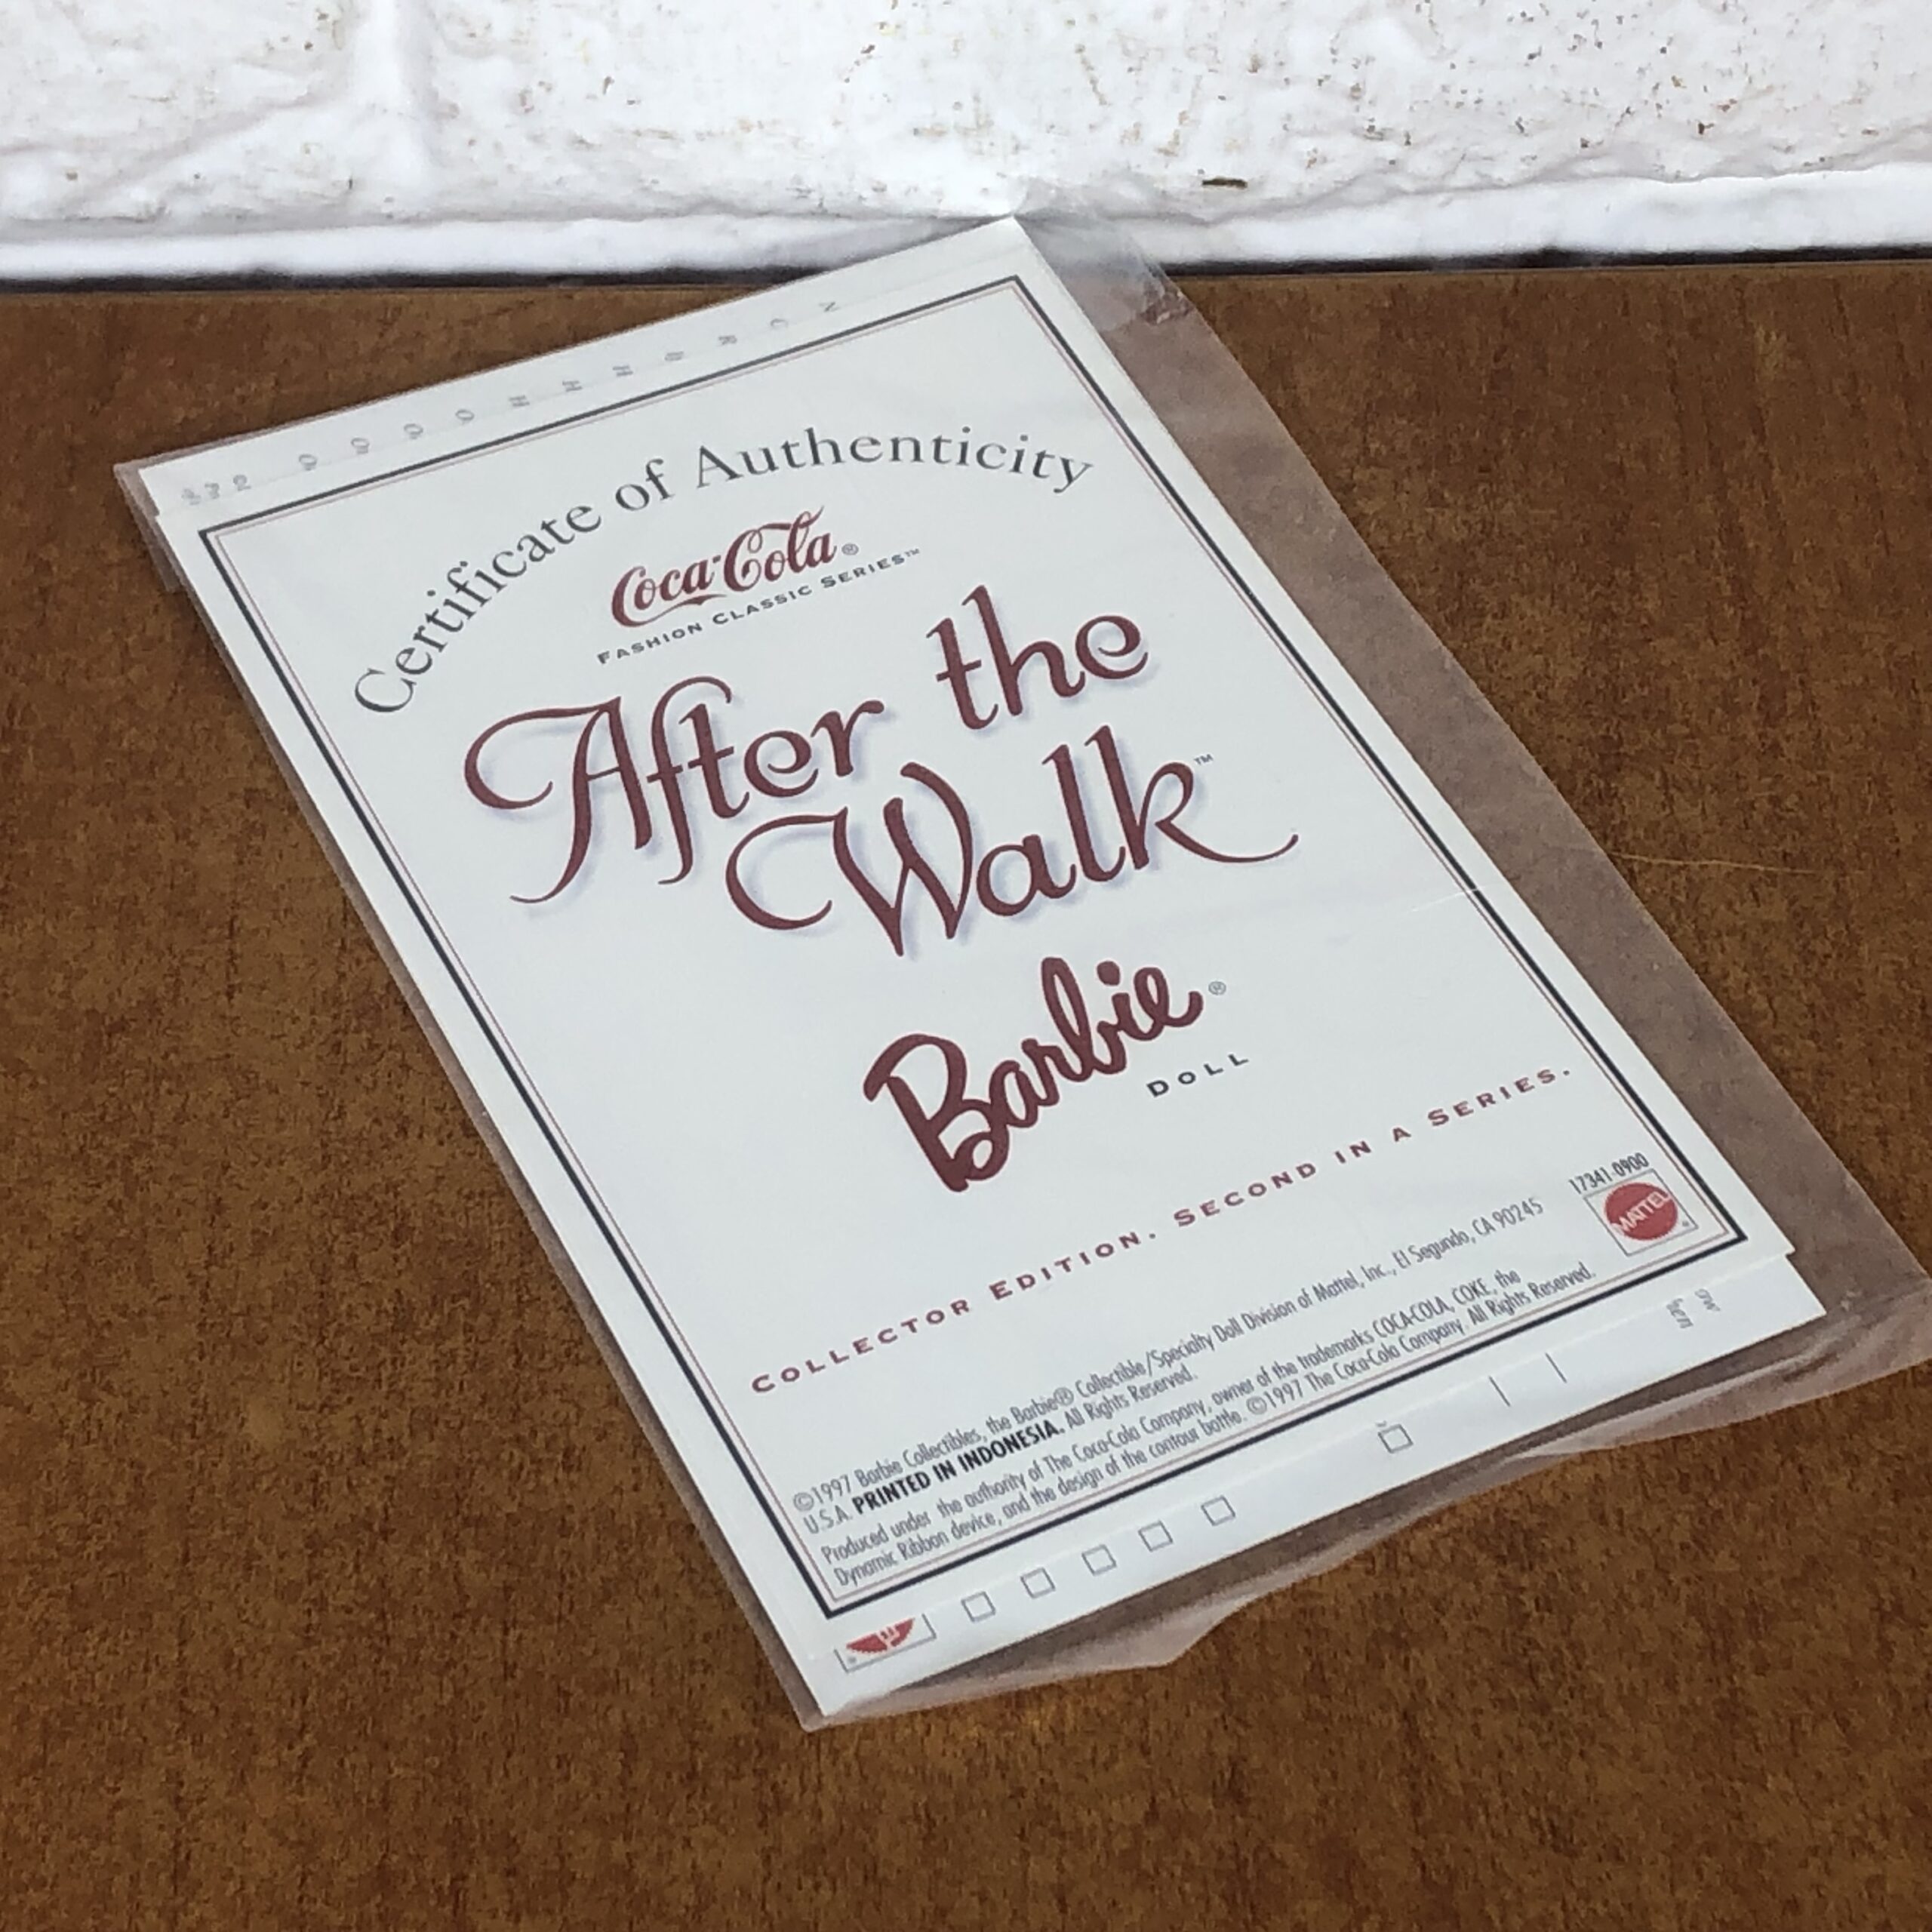 Certificate of Authenticity
Coca-Cola®
FASHION CLASSIC SERIES™
After the
Walk™
Barbie®
DOLL
COLLECTOR EDITION. SECOND IN A SERIES.
17341-0900
MATTEL®
©1997 Barbie Collectibles, the Barbie® Collectible/Specialty Doll Division of Mattel, Inc., El Segundo, CA 90245
U.S.A. PRINTED IN INDONESIA. All Rights Reserved.
Produced under the authority of The Coca-Cola Company, owner of the trademarks COCA-COLA, COKE, the
Dynamic Ribbon device, and the design of the contour bottle. ©1997 The Coca-Cola Company. All Rights Reserved.